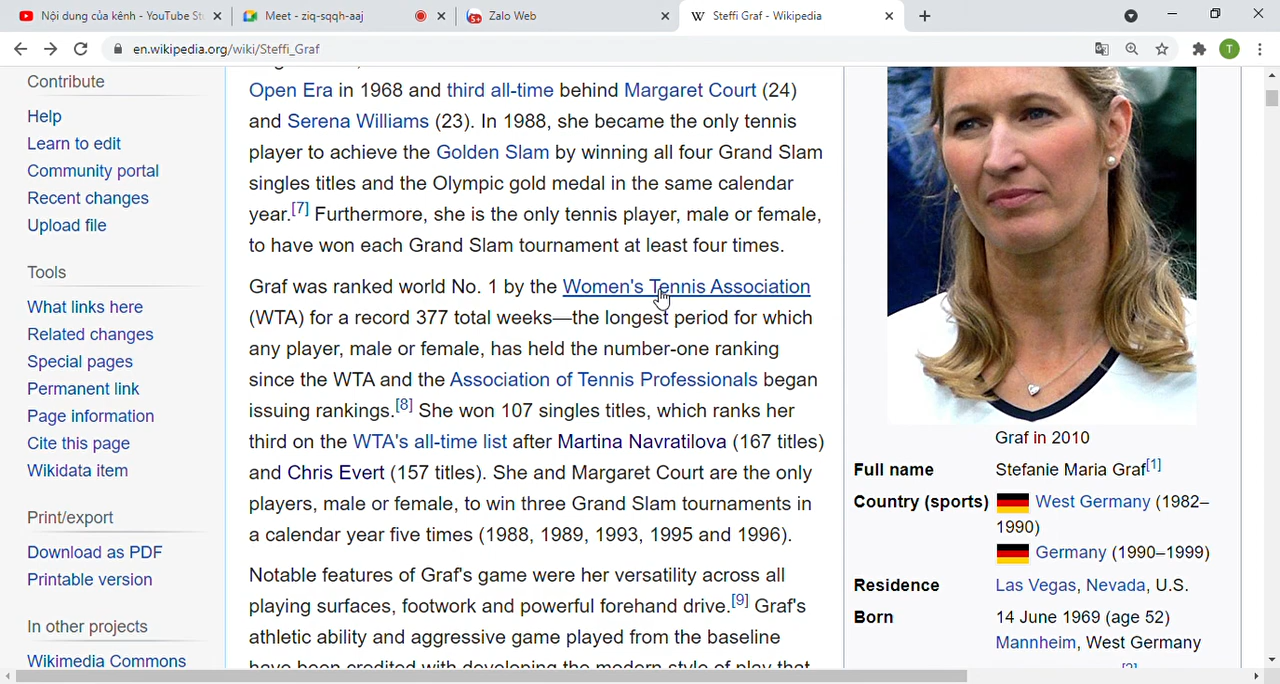 Nội dung của kênh - YouTube St
Meet - ziq-sqqh-aaj
Zalo Web
Steffi Graf - Wikipedia
en.wikipedia.org/wiki/Steffi_Graf
T
Contribute
Help
Learn to edit
Community portal
Recent changes
Upload file
Tools
What links here
Related changes
Special pages
Permanent link
Page information
Cite this page
Wikidata item
Print/export
Download as PDF
Printable version
In other projects
Wikimedia Commons
Open Era in 1968 and third all-time behind Margaret Court (24)
and Serena Williams (23). In 1988, she became the only tennis
player to achieve the Golden Slam by winning all four Grand Slam
singles titles and the Olympic gold medal in the same calendar
year.[7] Furthermore, she is the only tennis player, male or female,
to have won each Grand Slam tournament at least four times.
Graf was ranked world No. 1 by the Women's Tennis Association
(WTA) for a record 377 total weeks—the longest period for which
any player, male or female, has held the number-one ranking
since the WTA and the Association of Tennis Professionals began
issuing rankings.[8] She won 107 singles titles, which ranks her
third on the WTA's all-time list after Martina Navratilova (167 titles)
and Chris Evert (157 titles). She and Margaret Court are the only
players, male or female, to win three Grand Slam tournaments in
a calendar year five times (1988, 1989, 1993, 1995 and 1996).
Notable features of Graf's game were her versatility across all
playing surfaces, footwork and powerful forehand drive.[9] Graf's
athletic ability and aggressive game played from the baseline
have been credited with developing the modern style of play that
Graf in 2010
Full name Stefanie Maria Graf[1]
Country (sports) West Germany (1982–
1990)
Germany (1990–1999)
Residence Las Vegas, Nevada, U.S.
Born 14 June 1969 (age 52)
Mannheim, West Germany